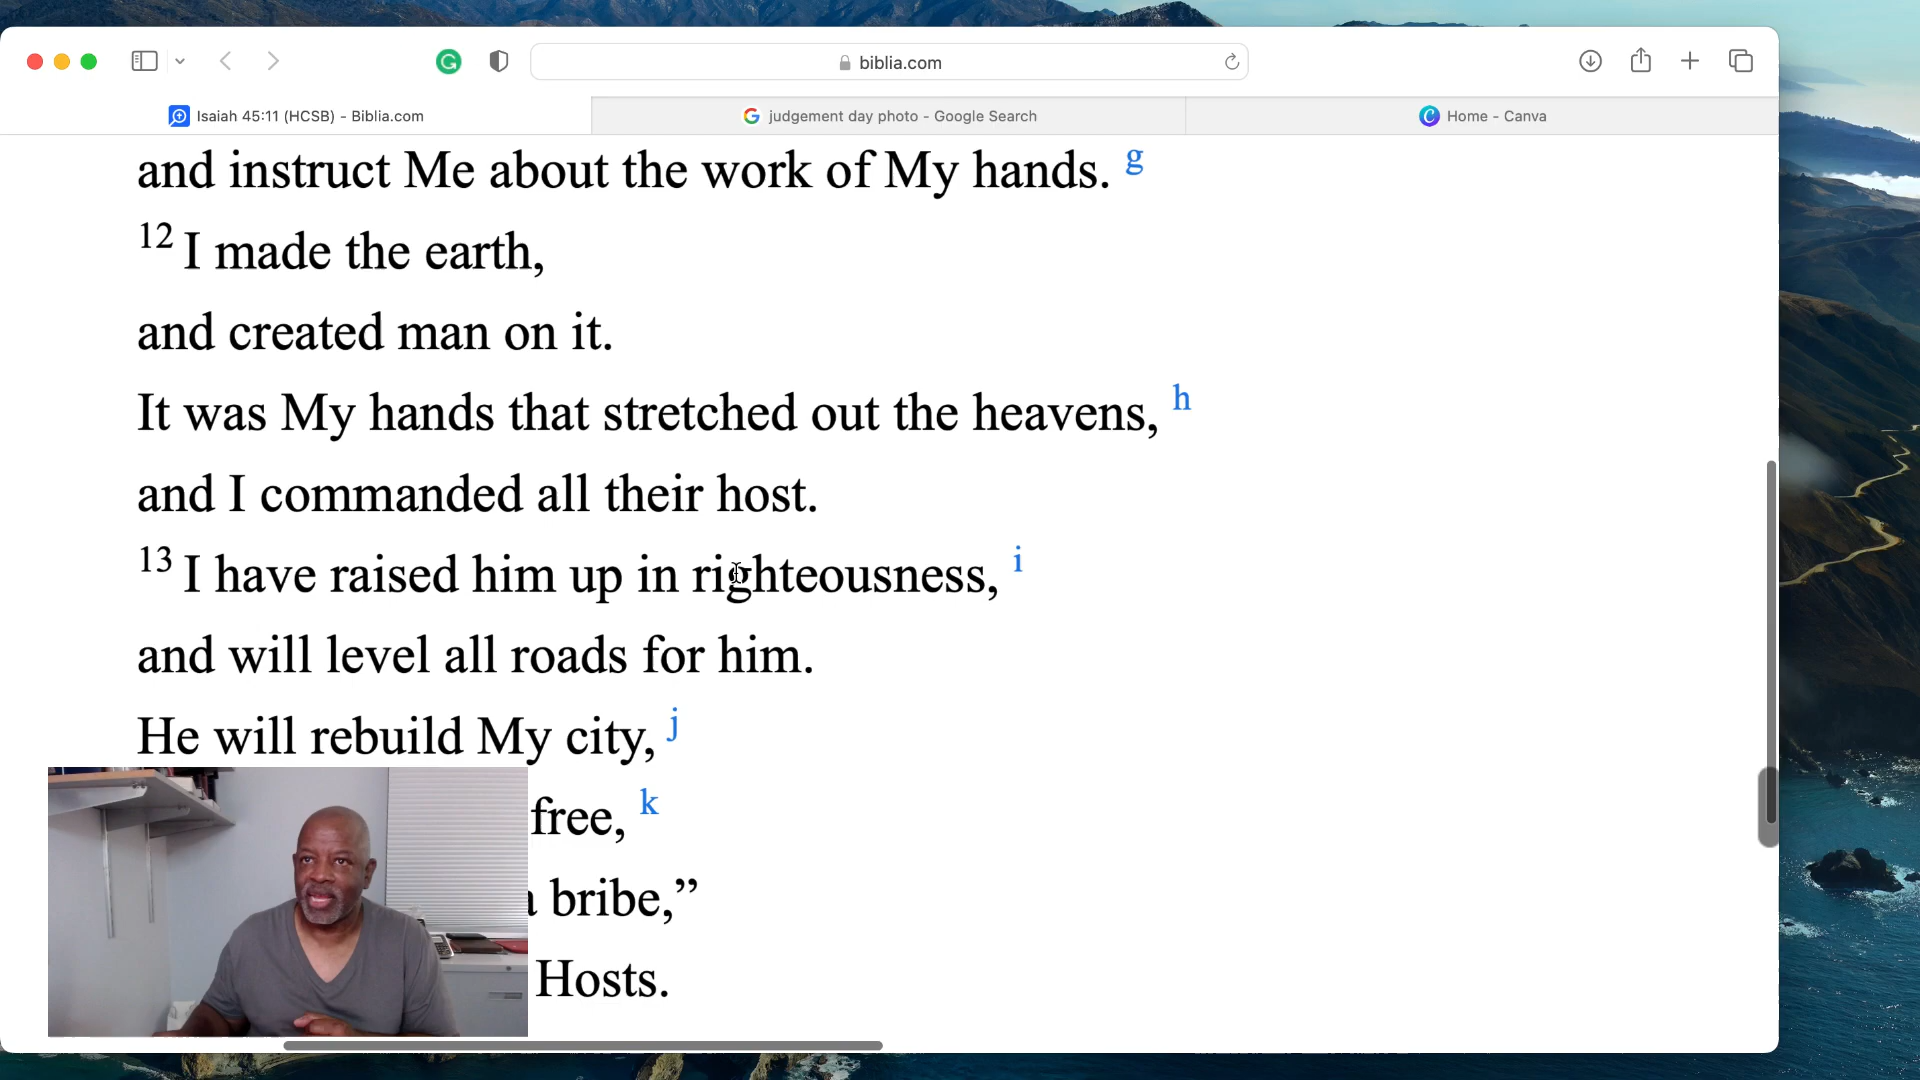 biblia.com
Isaiah 45:11 (HCSB) - Biblia.com
judgement day photo - Google Search
Home - Canva
and instruct Me about the work of My hands. g
12 I made the earth,
and created man on it.
It was My hands that stretched out the heavens, h
and I commanded all their host.
13 I have raised him up in righteousness, i
and will level all roads for him.
He will rebuild My city, j
free, k
a bribe,”
Hosts.